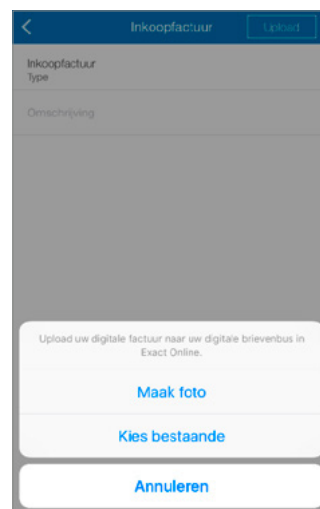 Inkoopfactuur
Upload
Inkoopfactuur
Type
Omschrijving
Upload uw digitale factuur naar uw digitale brievenbus in
Exact Online.
Maak foto
Kies bestaande
Annuleren